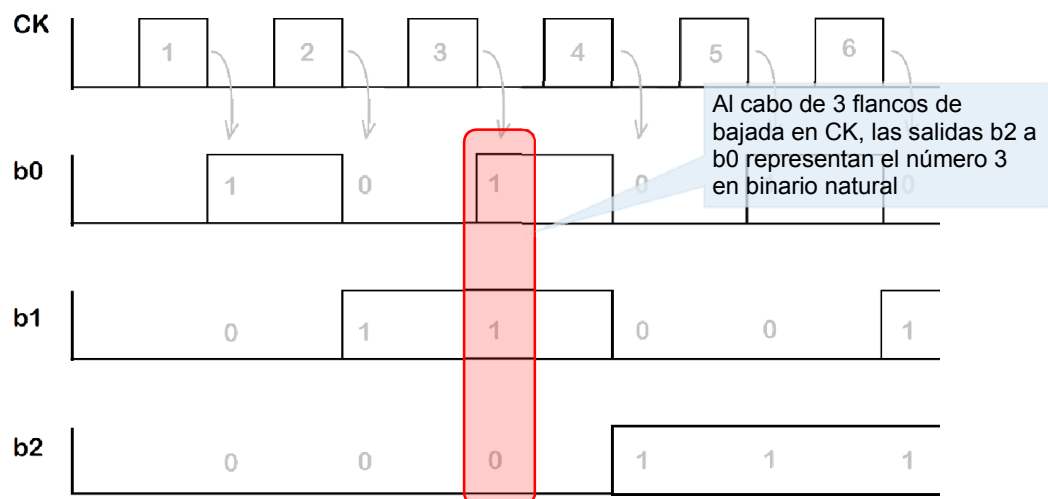 CK
1 2 3 4 5 6
Al cabo de 3 flancos de
bajada en CK, las salidas b2 a
b0 representan el número 3
en binario natural
b0
1 0 1 0 0
b1
0 1 1 0 0 1
b2
0 0 0 1 1 1